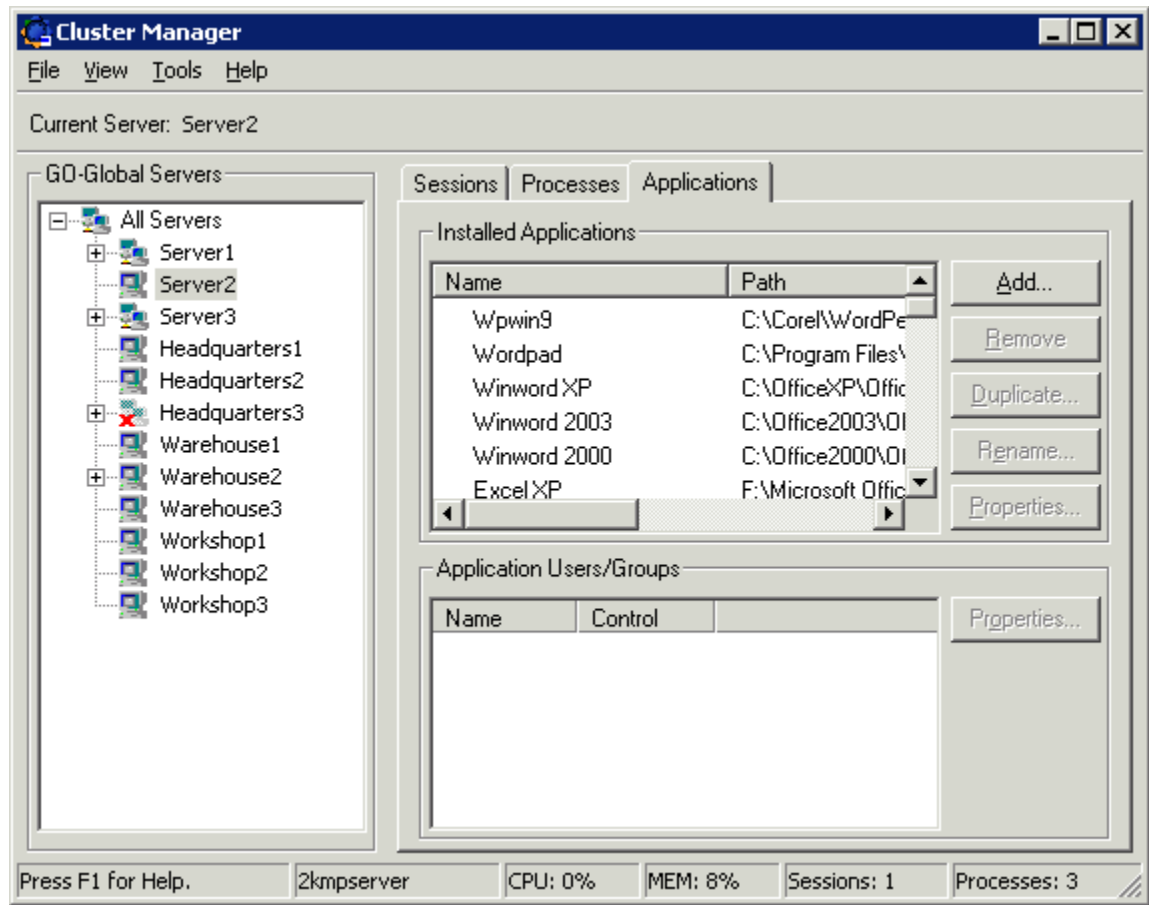 Cluster Manager
File View Tools Help
Current Server: Server2
GO-Global Servers
All Servers
Server1
Server2
Server3
Headquarters1
Headquarters2
Headquarters3
Warehouse1
Warehouse2
Warehouse3
Workshop1
Workshop2
Workshop3
Sessions Processes Applications
Installed Applications
Name Path
Wpwin9 C:\Corel\WordPe
Wordpad C:\Program Files\
Winword XP C:\OfficeXP\Offic
Winword 2003 C:\Office2003\Of
Winword 2000 C:\Office2000\Of
Excel XP F:\Microsoft Offic
Add...
Remove
Duplicate...
Rename...
Properties...
Application Users/Groups
Name Control
Properties...
Press F1 for Help. 2kmpserver CPU: 0% MEM: 8% Sessions: 1 Processes: 3